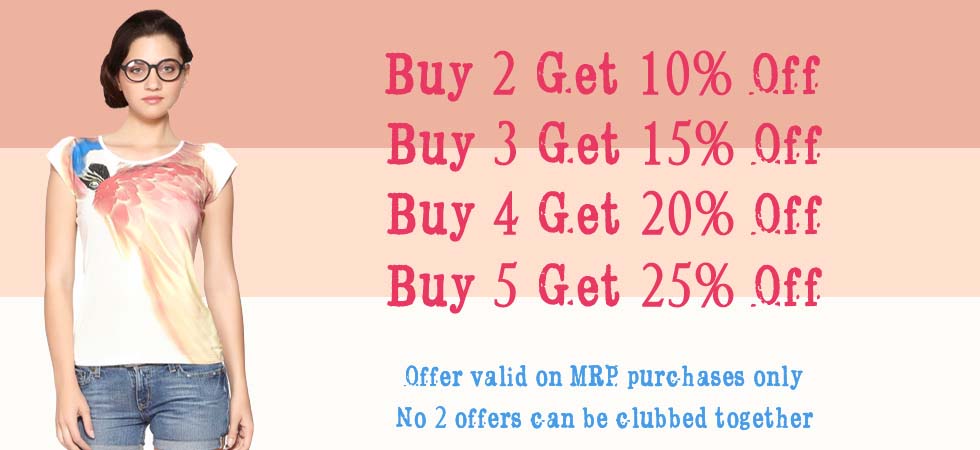 Buy 2 Get 10% Off
Buy 3 Get 15% Off
Buy 4 Get 20% Off
Buy 5 Get 25% Off
Offer valid on MRP purchases only
No 2 offers can be clubbed together